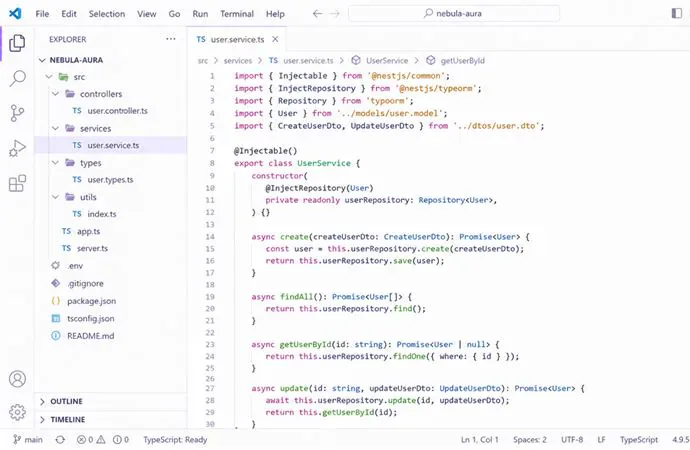 File Edit Selection View Go Run Terminal Help
nebula-aura
EXPLORER
NEBULA-AURA
src
controllers
TS user.controller.ts
services
TS user.service.ts
types
TS user.types.ts
utils
TS index.ts
TS app.ts
TS server.ts
.env
.gitignore
package.json
tsconfig.json
README.md
OUTLINE
TIMELINE
TS user.service.ts ×
src > services > TS user.service.ts > UserService > getUserById
1 import { Injectable } from '@nestjs/common';
2 import { InjectRepository } from '@nestjs/typeorm';
3 import { Repository } from 'typoorm';
4 import { User } from '../models/user.model';
5 import { CreateUserDto, UpdateUserDto } from '../dtos/user.dto';
6
7 @Injectable()
8 export class UserService {
9 constructor(
10 @InjectRepository(User)
11 private readonly userRepository: Repository<User>,
12 ) {}
13
14 async create(createUserDto: CreateUserDto): Promise<User> {
15 const user = this.userRepository.create(createUserDto);
16 return this.userRepository.save(user);
17 }
18
19 async findAll(): Promise<User[]> {
20 return this.userRepository.find();
21 }
22
23 async getUserById(id: string): Promise<User | null> {
24 return this.userRepository.findOne({ where: { id } });
25 }
26
27 async update(id: string, updateUserDto: UpdateUserDto): Promise<User> {
28 await this.userRepository.update(id, updateUserDto);
29 return this.getUserById(id);
30 }
main 0 0 TypeScript: Ready Ln 1, Col 1 Spaces: 2 UTF-8 LF TypeScript 4.9.5